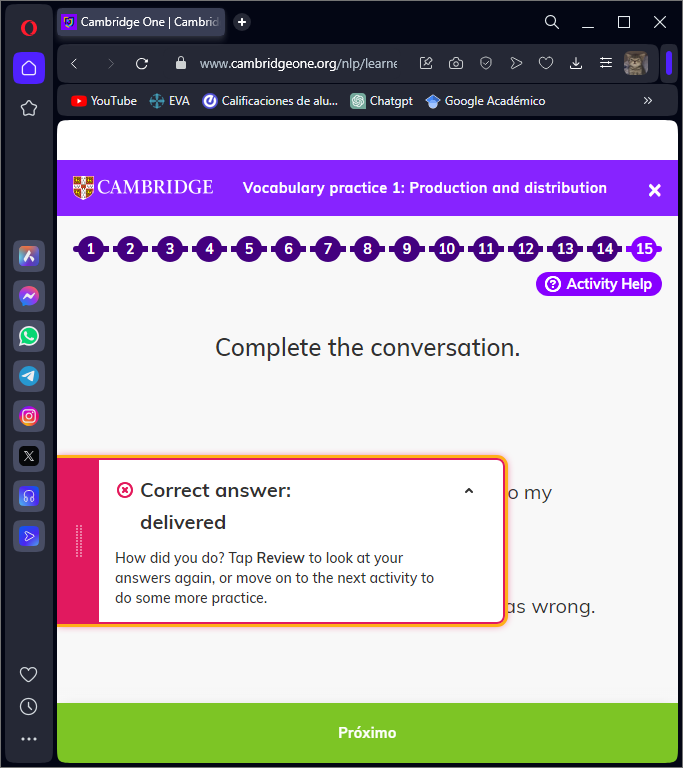 Cambridge One | Cambrid
www.cambridgeone.org/nlp/learne
YouTube
EVA
Calificaciones de alu...
Chatgpt
Google Académico
CAMBRIDGE
Vocabulary practice 1: Production and distribution
1 2 3 4 5 6 7 8 9 10 11 12 13 14 15
Activity Help
Complete the conversation.
o my
Correct answer:
delivered
How did you do? Tap Review to look at your
answers again, or move on to the next activity to
do some more practice.
as wrong.
Próximo